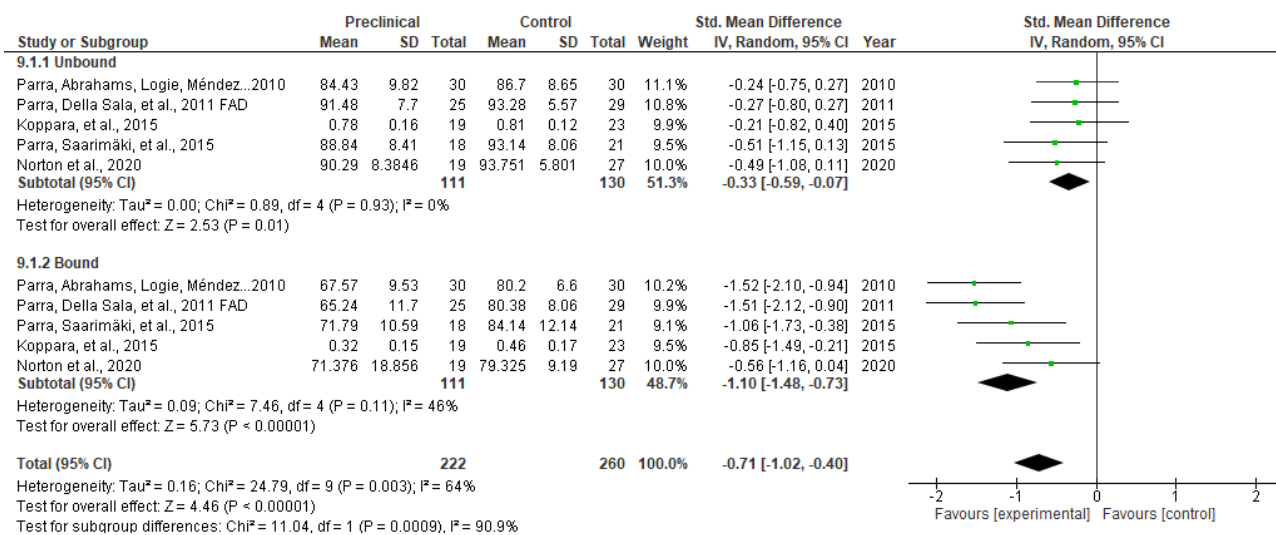 Preclinical Control Std. Mean Difference Std. Mean Difference
Study or Subgroup Mean SD Total Mean SD Total Weight IV, Random, 95% CI Year IV, Random, 95% CI
9.1.1 Unbound
Parra, Abrahams, Logie, Méndez...2010 84.43 9.82 30 86.7 8.65 30 11.1% -0.24 [-0.75, 0.27] 2010
Parra, Della Sala, et al., 2011 FAD 91.48 7.7 25 93.28 5.57 29 10.8% -0.27 [-0.80, 0.27] 2011
Koppara, et al., 2015 0.78 0.16 19 0.81 0.12 23 9.9% -0.21 [-0.82, 0.40] 2015
Parra, Saarimäki, et al., 2015 88.84 8.41 18 93.14 8.06 21 9.5% -0.51 [-1.15, 0.13] 2015
Norton et al., 2020 90.29 8.3846 19 93.751 5.801 27 10.0% -0.49 [-1.08, 0.11] 2020
Subtotal (95% CI) 111 130 51.3% -0.33 [-0.59, -0.07]
Heterogeneity: Tau² = 0.00; Chi² = 0.89, df = 4 (P = 0.93); I² = 0%
Test for overall effect: Z = 2.53 (P = 0.01)
9.1.2 Bound
Parra, Abrahams, Logie, Méndez...2010 67.57 9.53 30 80.2 6.6 30 10.2% -1.52 [-2.10, -0.94] 2010
Parra, Della Sala, et al., 2011 FAD 65.24 11.7 25 80.38 8.06 29 9.9% -1.51 [-2.12, -0.90] 2011
Parra, Saarimäki, et al., 2015 71.79 10.59 18 84.14 12.14 21 9.1% -1.06 [-1.73, -0.38] 2015
Koppara, et al., 2015 0.32 0.15 19 0.46 0.17 23 9.5% -0.85 [-1.49, -0.21] 2015
Norton et al., 2020 71.376 18.856 19 79.325 9.19 27 10.0% -0.56 [-1.16, 0.04] 2020
Subtotal (95% CI) 111 130 48.7% -1.10 [-1.48, -0.73]
Heterogeneity: Tau² = 0.09; Chi² = 7.46, df = 4 (P = 0.11); I² = 46%
Test for overall effect: Z = 5.73 (P < 0.00001)
Total (95% CI) 222 260 100.0% -0.71 [-1.02, -0.40]
Heterogeneity: Tau² = 0.16; Chi² = 24.79, df = 9 (P = 0.003); I² = 64%
Test for overall effect: Z = 4.46 (P < 0.00001)
Test for subgroup differences: Chi² = 11.04, df = 1 (P = 0.0009), I² = 90.9%
-2 -1 0 1 2
Favours [experimental] Favours [control]